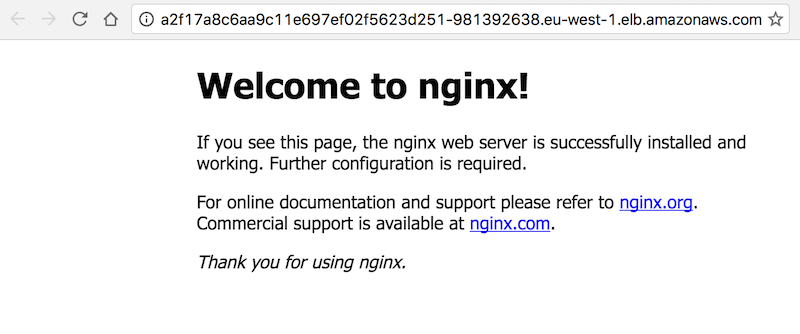 a2f17a8c6aa9c11e697ef02f5623d251-981392638.eu-west-1.elb.amazonaws.com
Welcome to nginx!
If you see this page, the nginx web server is successfully installed and
working. Further configuration is required.
For online documentation and support please refer to nginx.org.
Commercial support is available at nginx.com.
Thank you for using nginx.